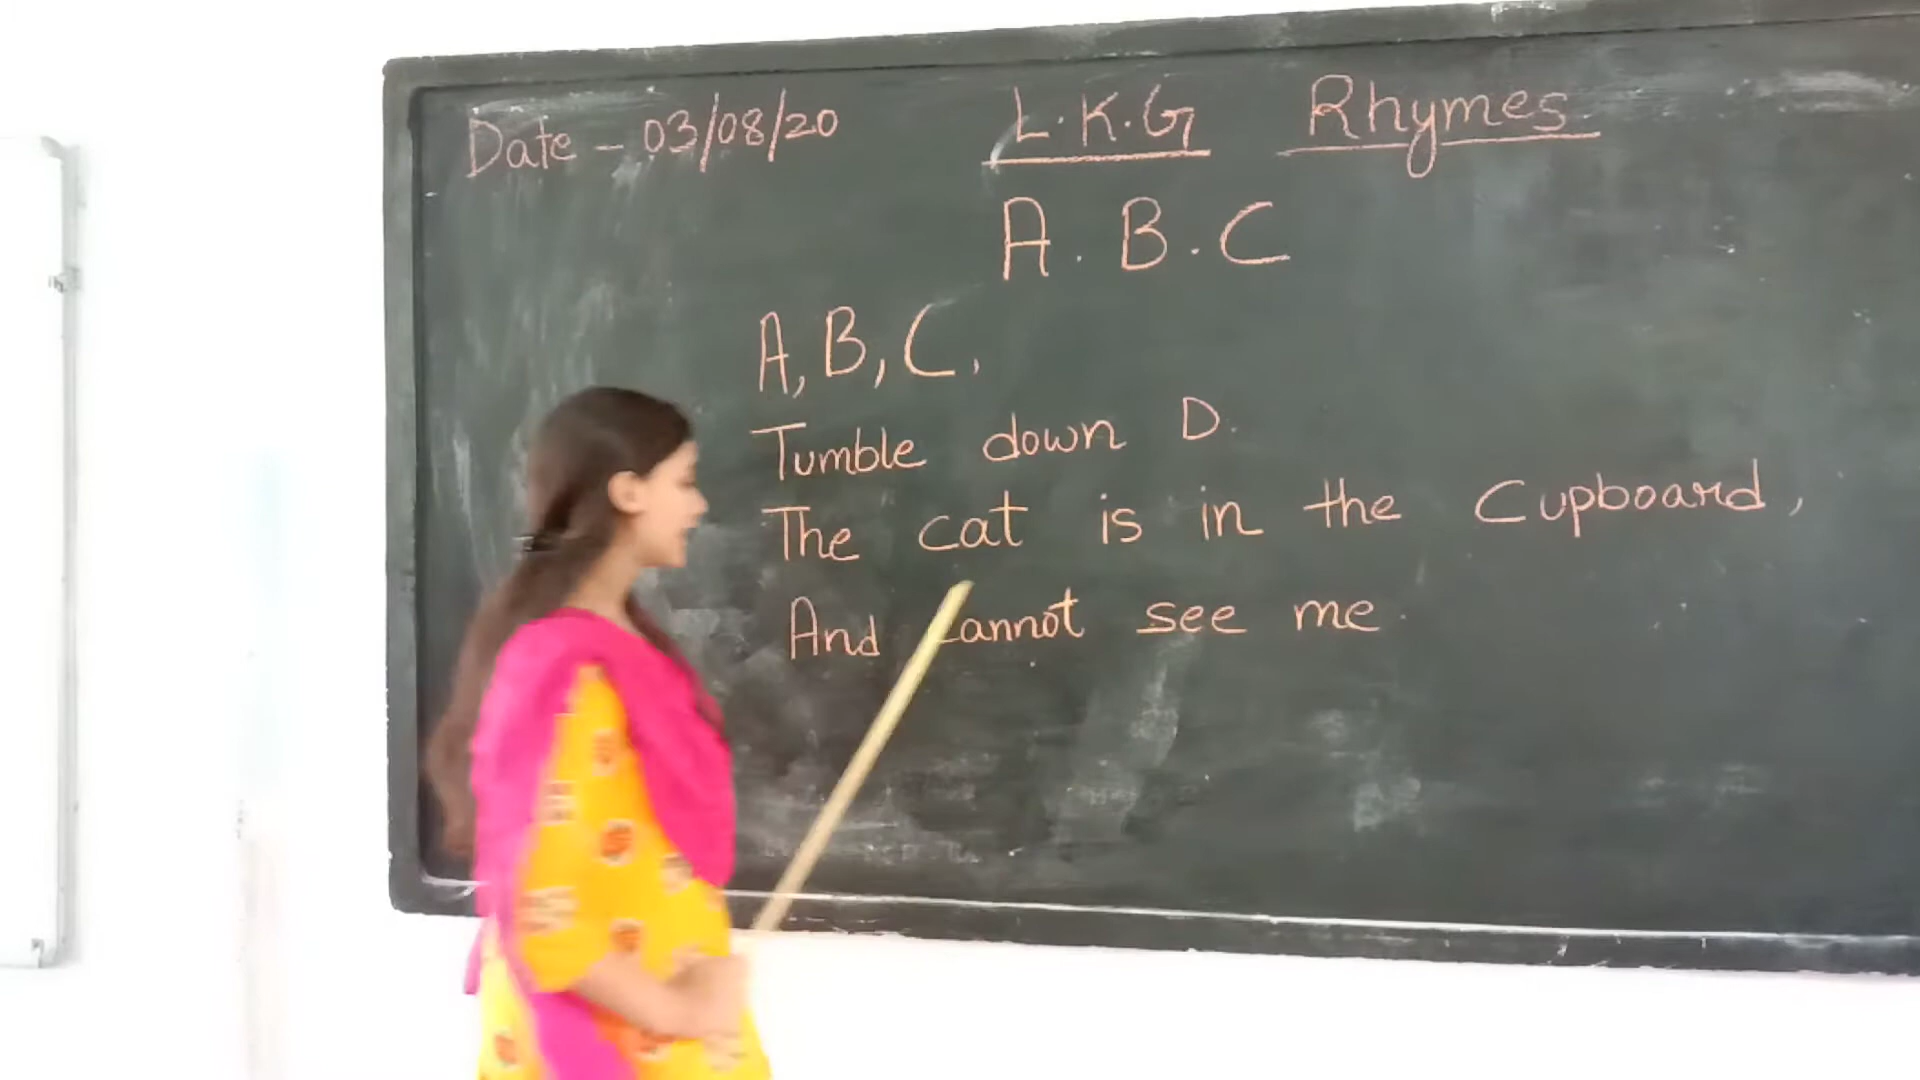 Date - 03/08/20 L.K.G Rhymes
A.B.C
A, B, C,
Tumble down D.
The cat is in the Cupboard,
And cannot see me.